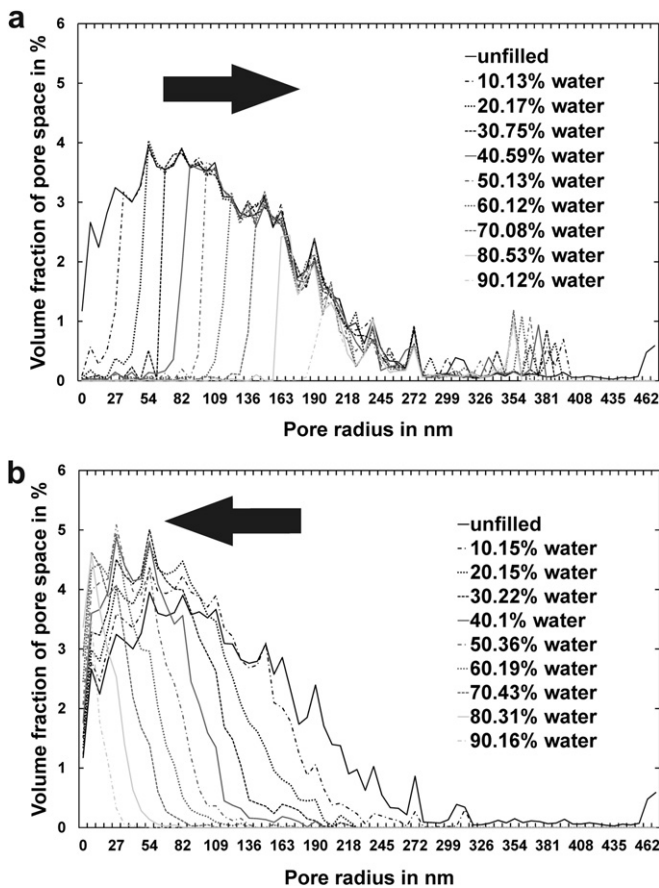 a
Volume fraction of pore space in %
6
5
4
3
2
1
0
unfilled
10.13% water
20.17% water
30.75% water
40.59% water
50.13% water
60.12% water
70.08% water
80.53% water
90.12% water
0 27 54 82 109 136 163 190 218 245 272 299 326 354 381 408 435 462
Pore radius in nm
b
Volume fraction of pore space in %
6
5
4
3
2
1
0
unfilled
10.15% water
20.15% water
30.22% water
40.1% water
50.36% water
60.19% water
70.43% water
80.31% water
90.16% water
0 27 54 82 109 136 163 190 218 245 272 299 326 354 381 408 435 462
Pore radius in nm